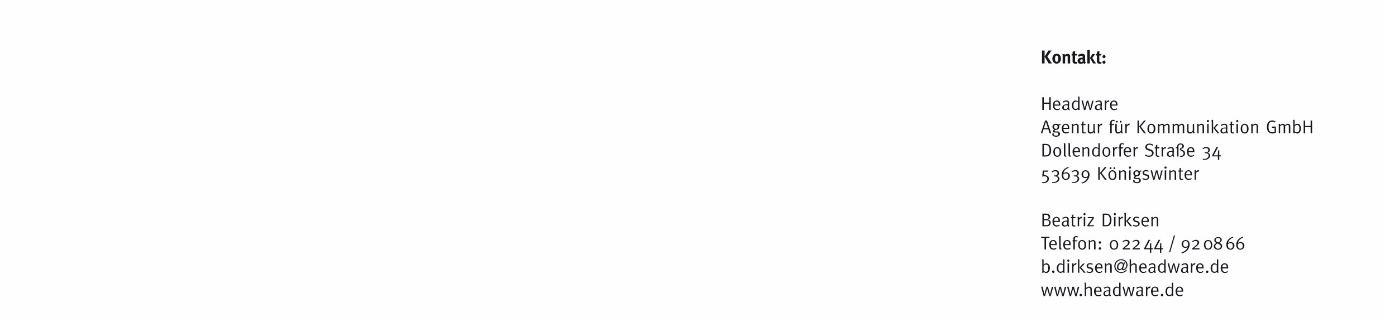 Kontakt:
Headware
Agentur für Kommunikation GmbH
Dollendorfer Straße 34
53639 Königswinter
Beatriz Dirksen
Telefon: 0 22 44 / 92 08 66
b.dirksen@headware.de
www.headware.de